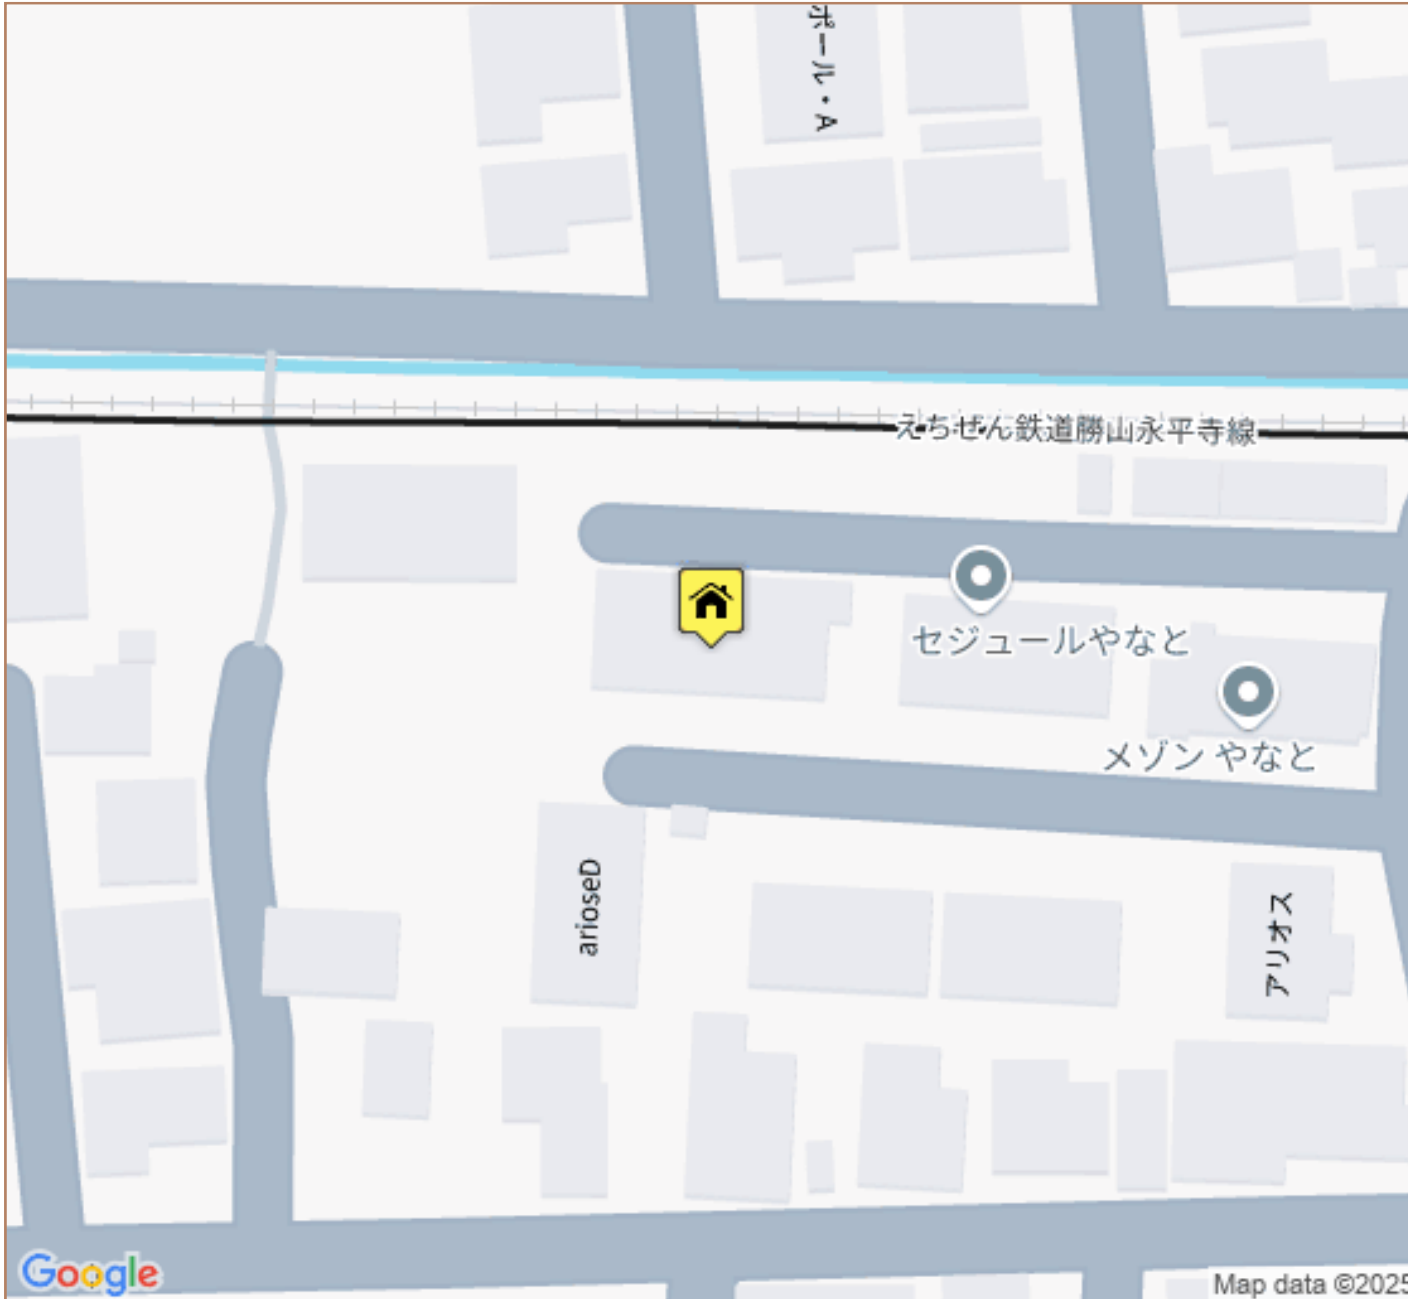 ポール・A
えちぜん鉄道勝山永平寺線
セジュールやなと
メゾン やなと
arioseD
アリオス
Google
Map data ©2025